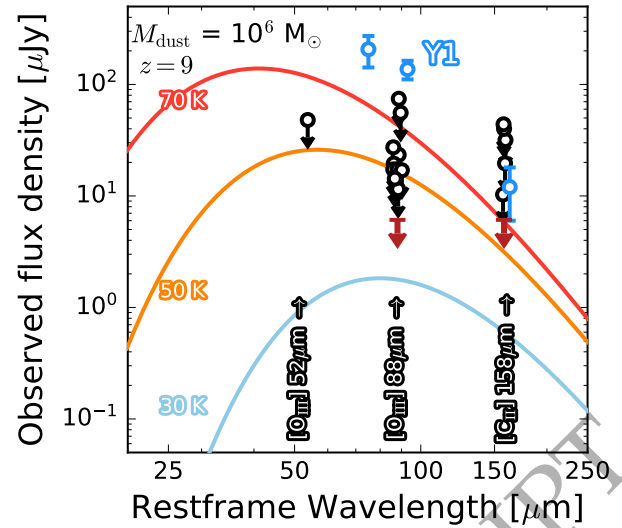 M_dust = 10^6 M_⊙
z = 9
Y1
70 K
50 K
30 K
[OIII] 52μm →
[OIII] 88μm →
[CII] 158μm →
Observed flux density [μJy]
10^2
10^1
10^0
10^−1
25 50 100 150 250
Restframe Wavelength [μm]
IPT